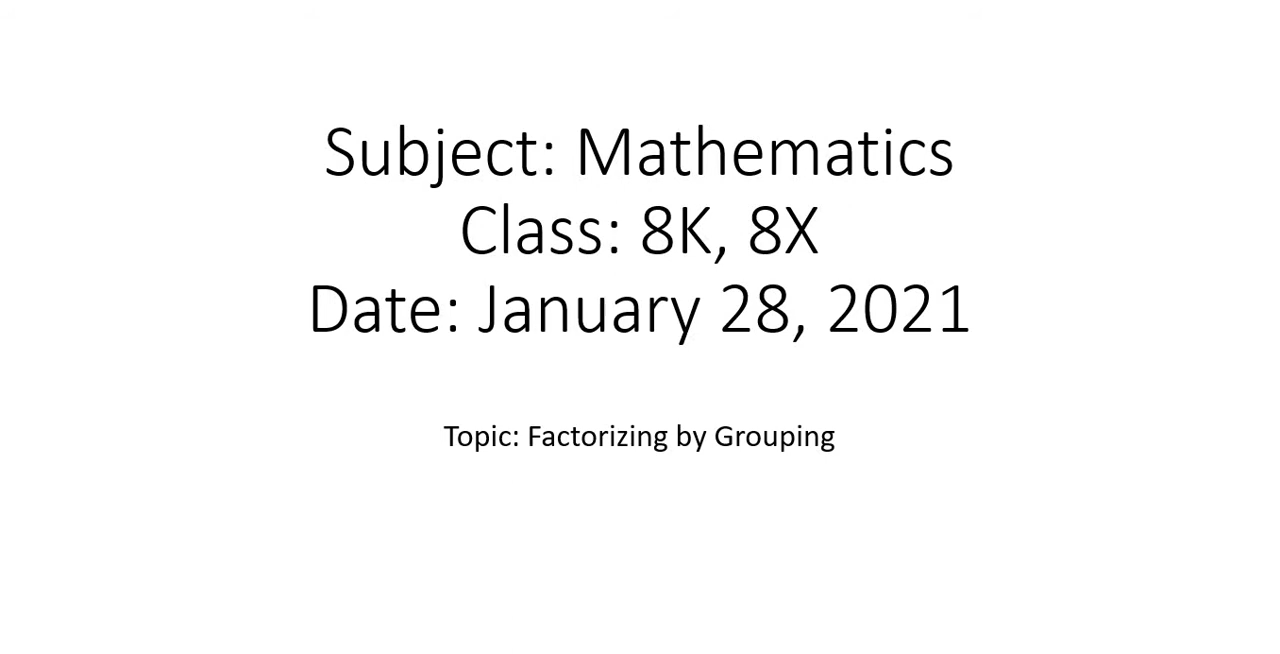 Subject: Mathematics
Class: 8K, 8X
Date: January 28, 2021
Topic: Factorizing by Grouping